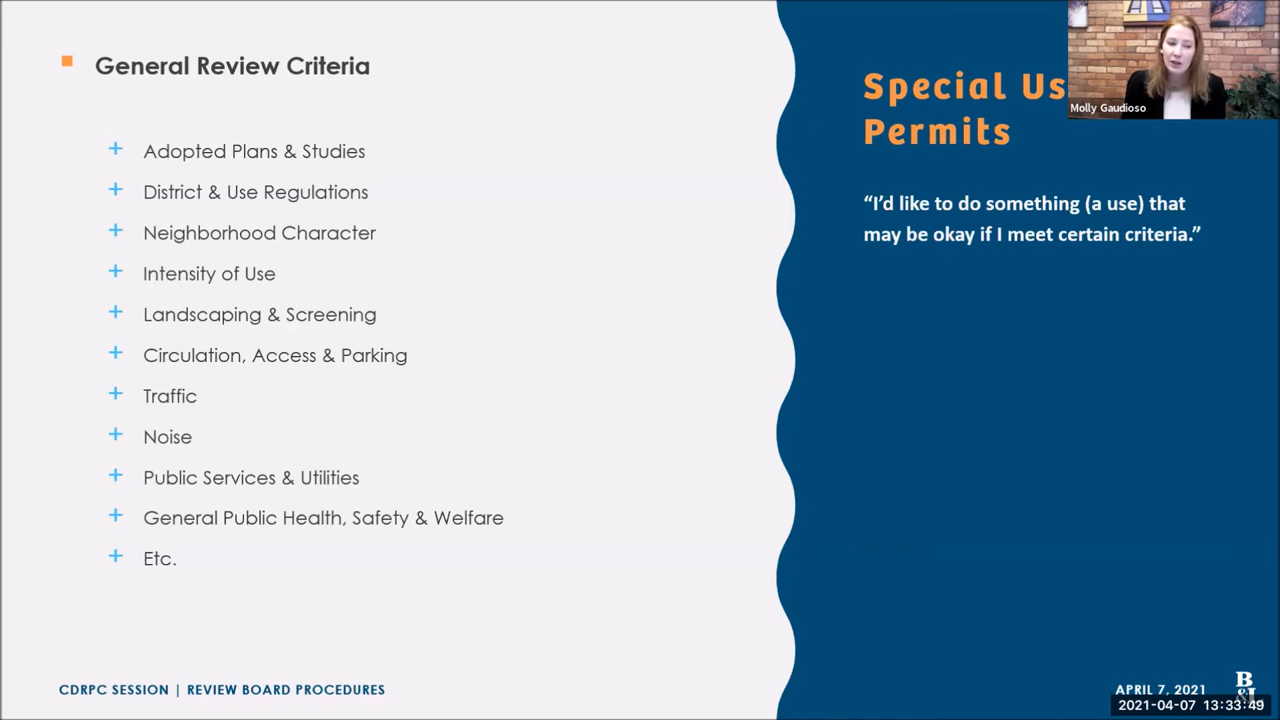 General Review Criteria
Adopted Plans & Studies
District & Use Regulations
Neighborhood Character
Intensity of Use
Landscaping & Screening
Circulation, Access & Parking
Traffic
Noise
Public Services & Utilities
General Public Health, Safety & Welfare
Etc.
CDRPC SESSION | REVIEW BOARD PROCEDURES
Special Us
Permits
“I’d like to do something (a use) that
may be okay if I meet certain criteria.”
Molly Gaudioso
APRIL 7, 2021
B
&L
2021-04-07 13:33:49